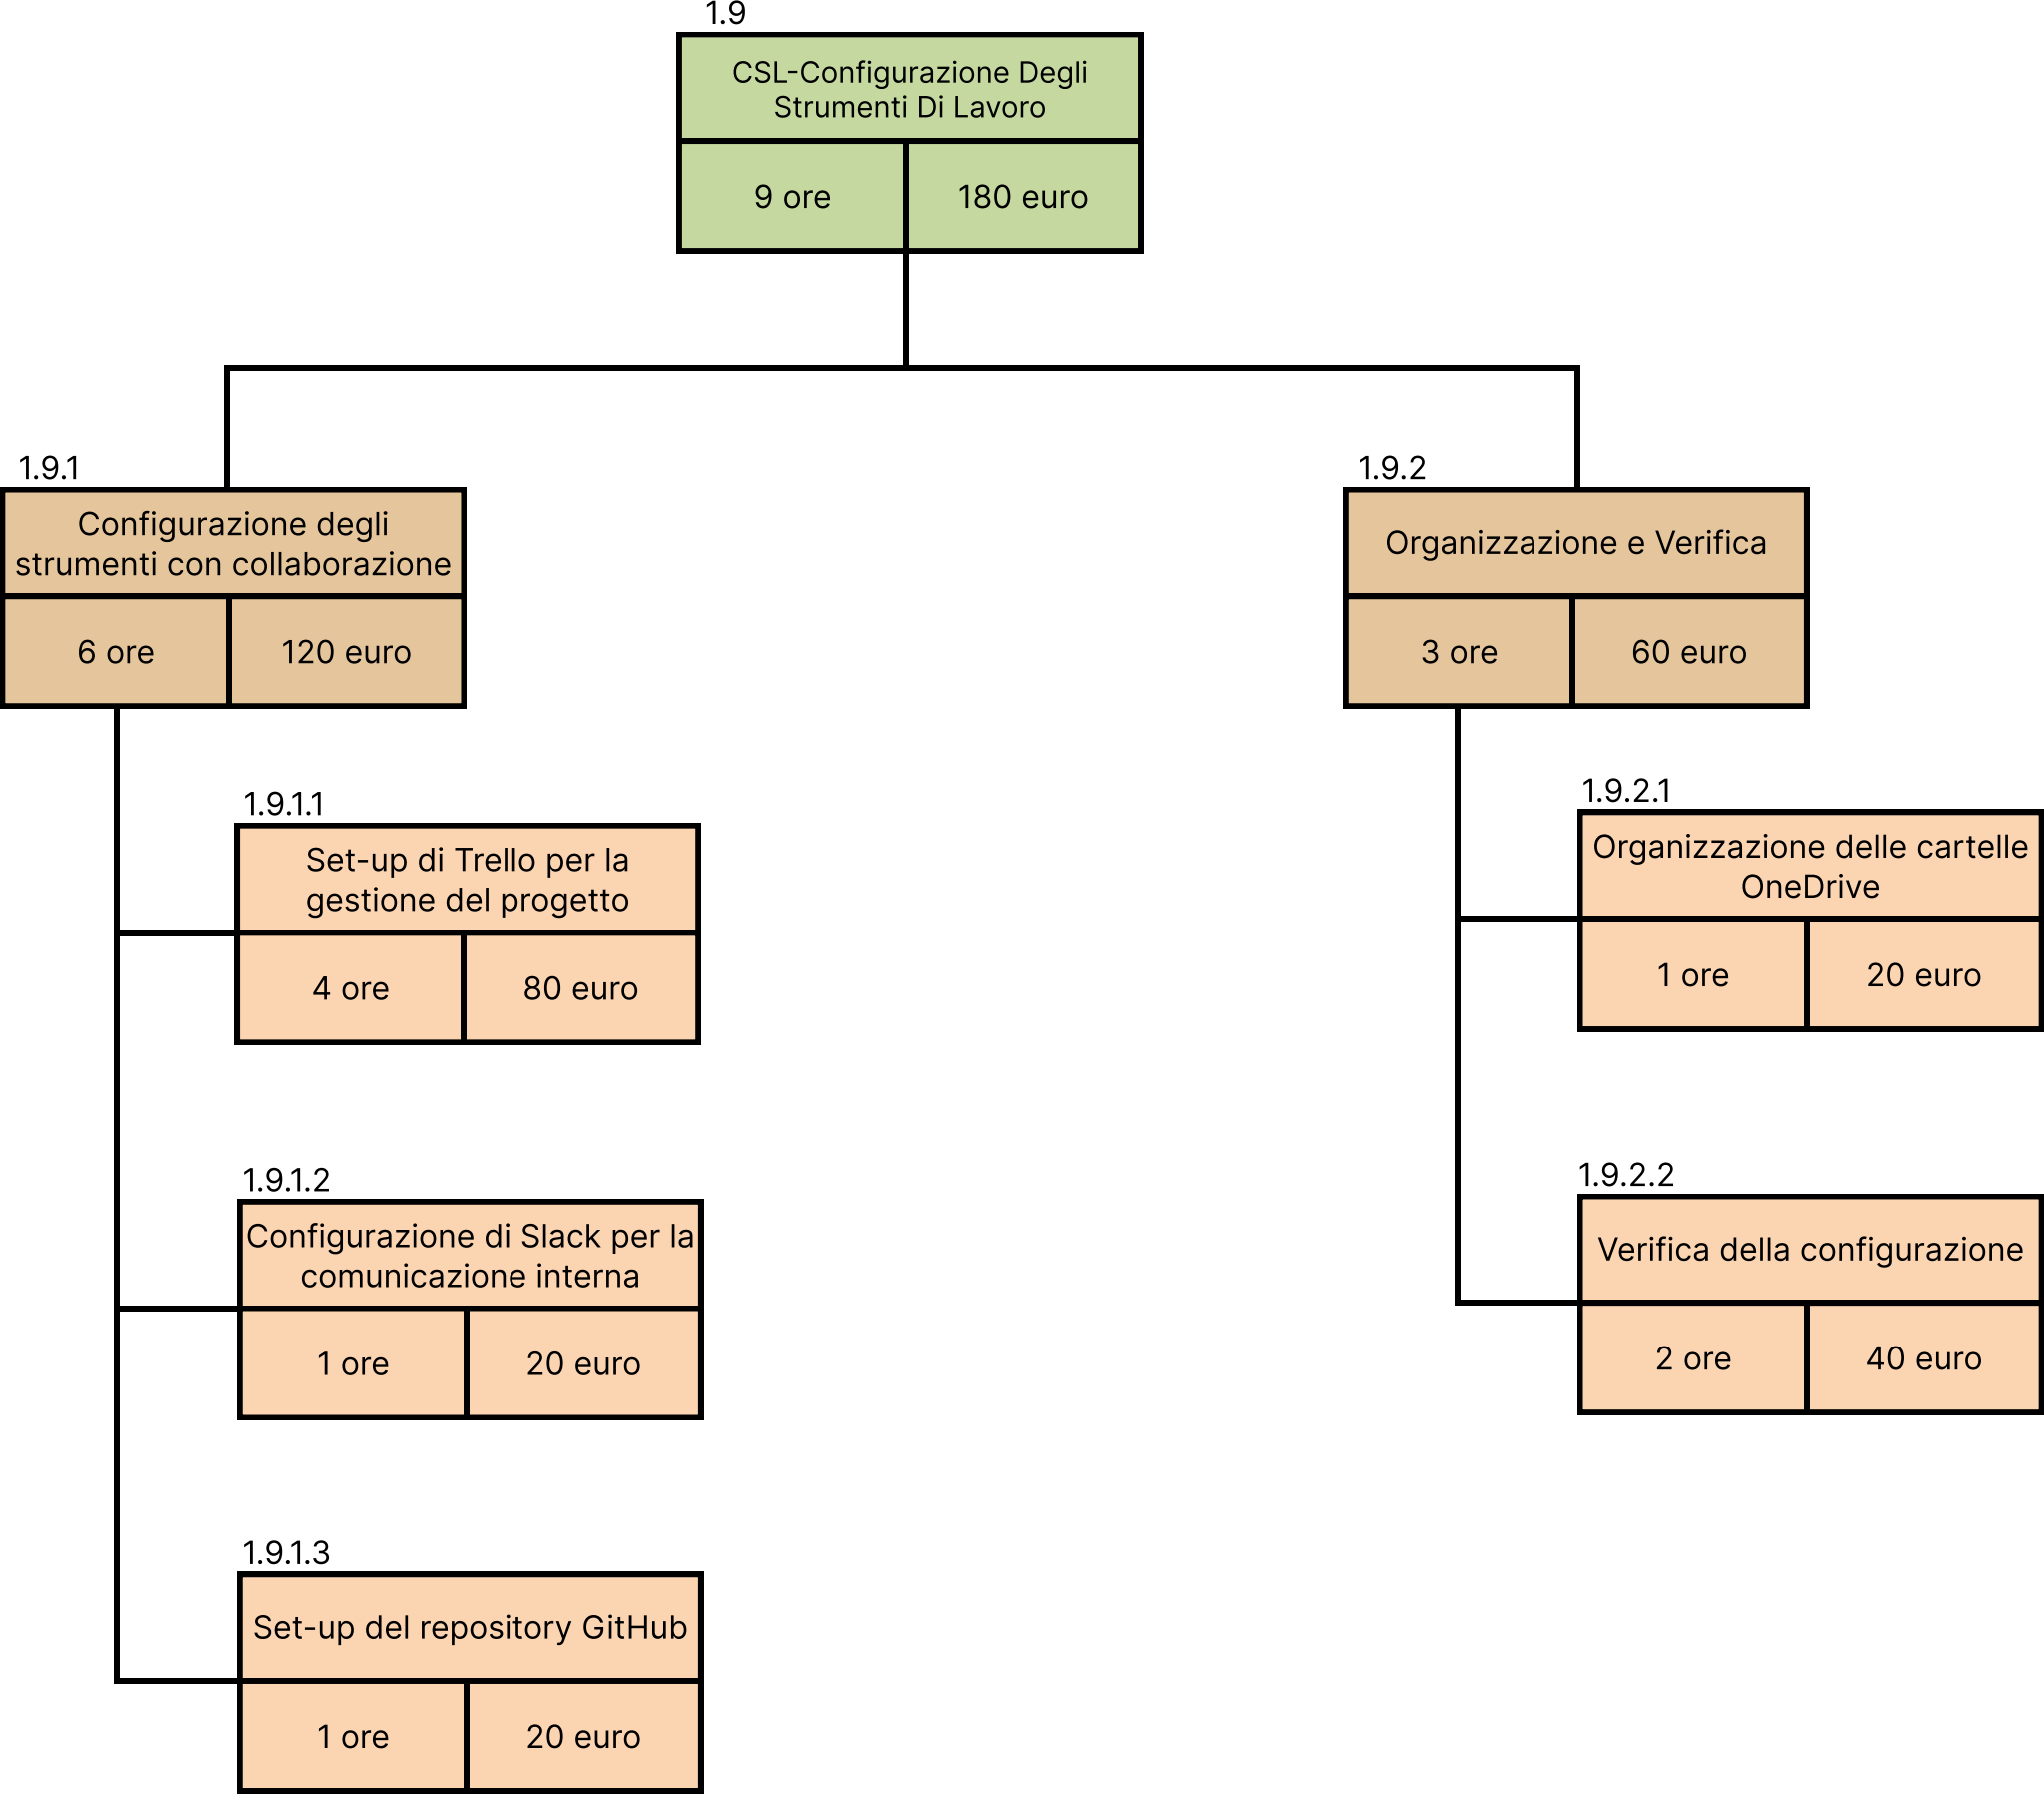 1.9
CSL-Configurazione Degli
Strumenti Di Lavoro
9 ore
180 euro
1.9.1
Configurazione degli
strumenti con collaborazione
6 ore
120 euro
1.9.1.1
Set-up di Trello per la
gestione del progetto
4 ore
80 euro
1.9.1.2
Configurazione di Slack per la
comunicazione interna
1 ore
20 euro
1.9.1.3
Set-up del repository GitHub
1 ore
20 euro
1.9.2
Organizzazione e Verifica
3 ore
60 euro
1.9.2.1
Organizzazione delle cartelle
OneDrive
1 ore
20 euro
1.9.2.2
Verifica della configurazione
2 ore
40 euro